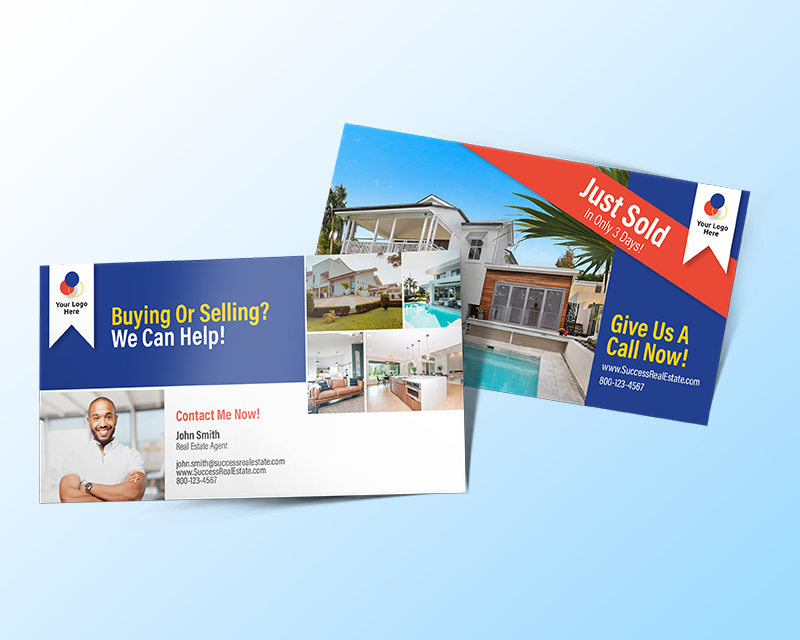 Your Logo
Here
Buying Or Selling?
We Can Help!
Contact Me Now!
John Smith
Real Estate Agent
john.smith@successrealestate.com
www.SuccessRealEstate.com
800-123-4567
Just Sold
In Only 3 Days!
Your Logo
Here
Give Us A
Call Now!
www.SuccessRealEstate.com
800-123-4567